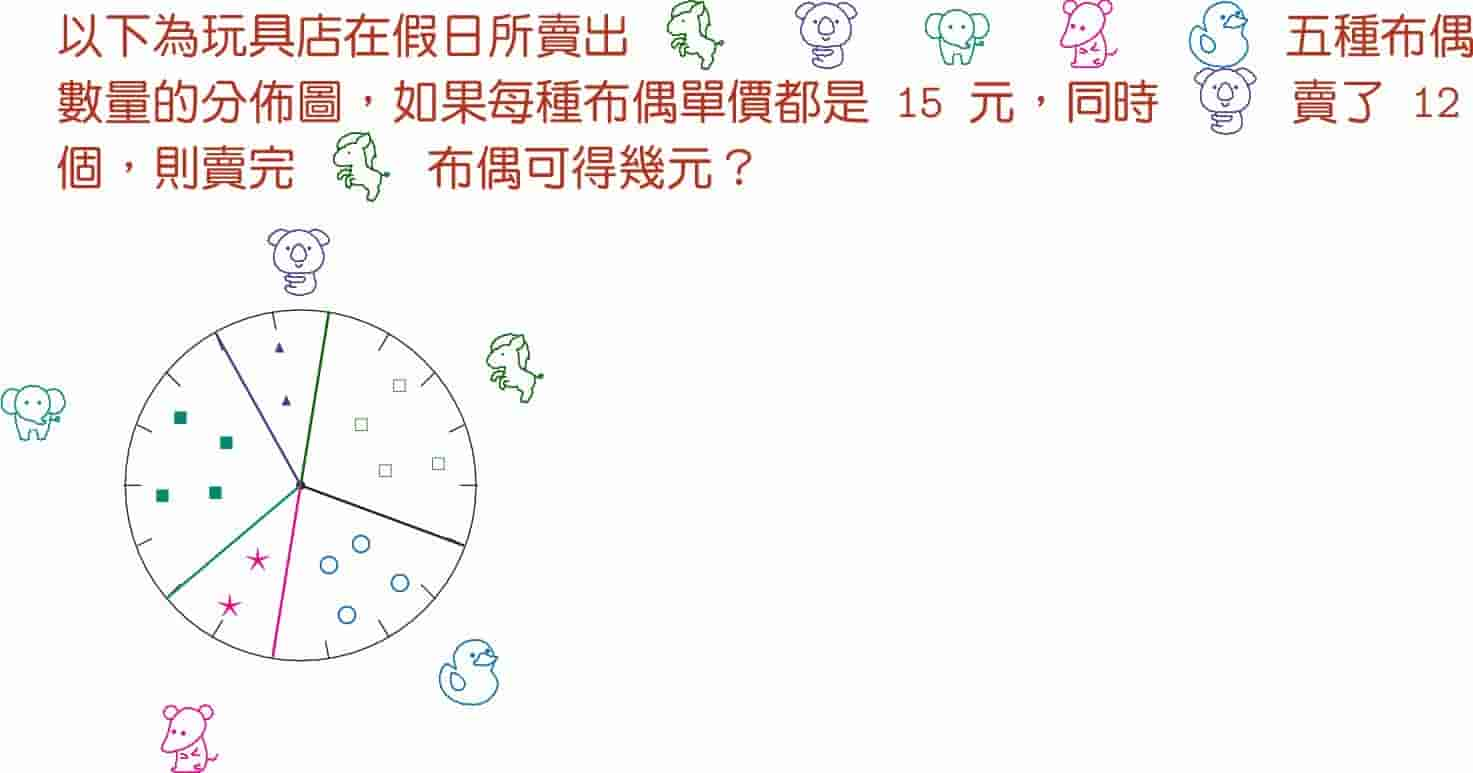 以下為玩具店在假日所賣出 五種布偶
數量的分佈圖,如果每種布偶單價都是 15 元,同時 賣了 12
個,則賣完 布偶可得幾元?